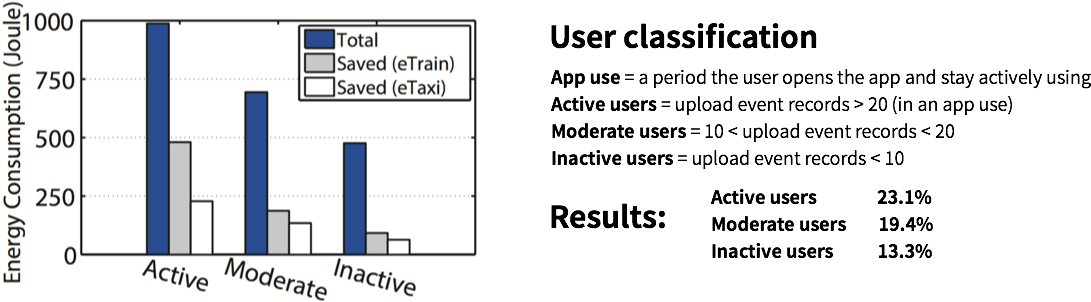 Energy Consumption (Joule)
1000
750
500
250
0
Total
Saved (eTrain)
Saved (eTaxi)
Active
Moderate
Inactive
User classification
App use = a period the user opens the app and stay actively using
Active users = upload event records > 20 (in an app use)
Moderate users = 10 < upload event records < 20
Inactive users = upload event records < 10
Results:
Active users 23.1%
Moderate users 19.4%
Inactive users 13.3%